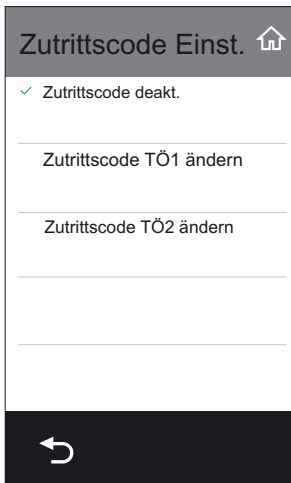 Zutrittscode Einst.
Zutrittscode deakt.
Zutrittscode TÖ1 ändern
Zutrittscode TÖ2 ändern